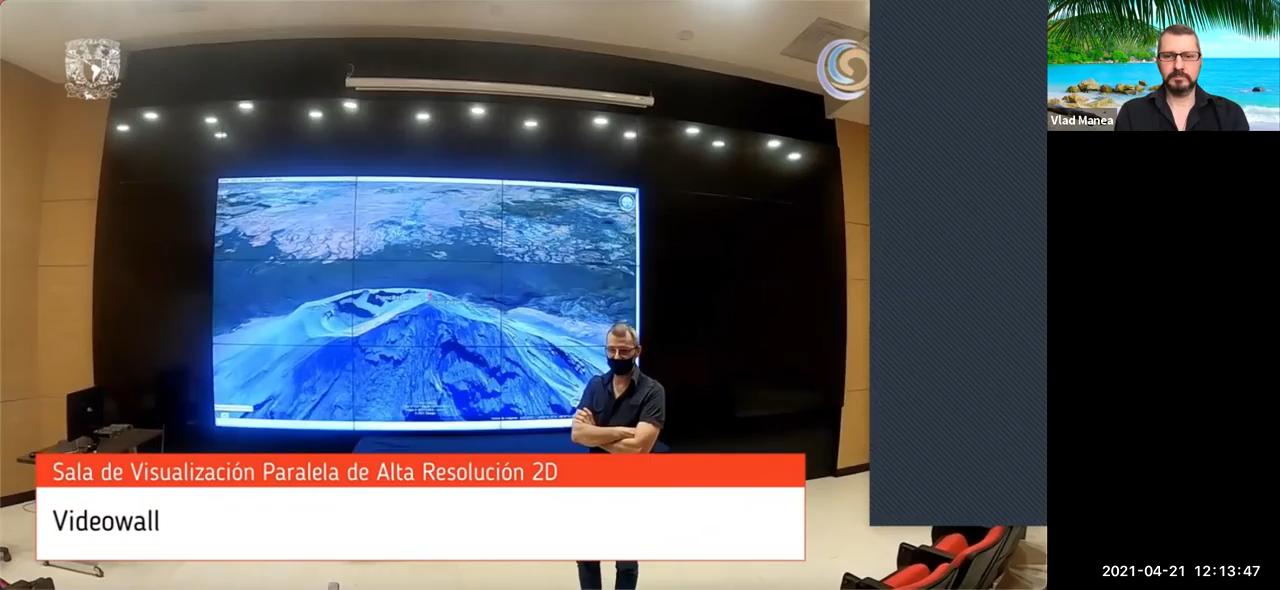 Vlad Manea
Sala de Visualización Paralela de Alta Resolución 2D
Videowall
2021-04-21 12:13:47